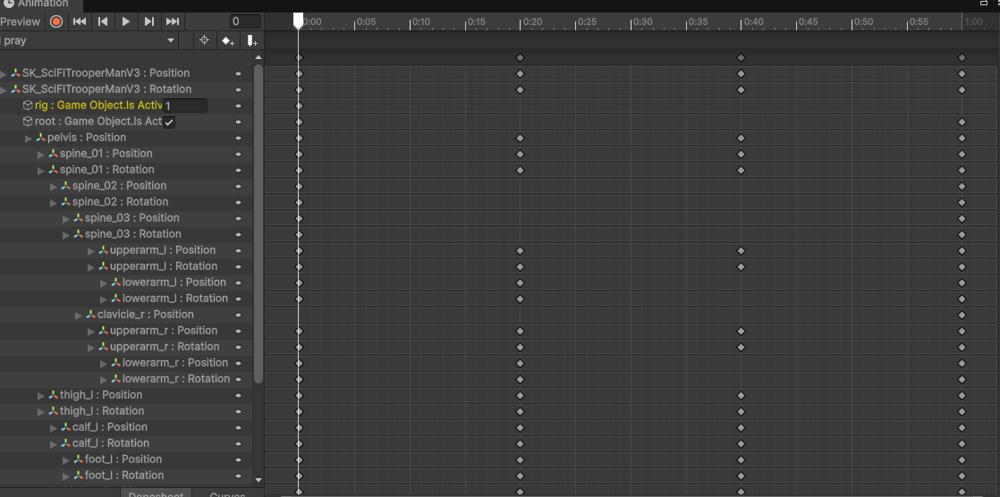 Animation
Preview 0 0:00 0:05 0:10 0:15 0:20 0:25 0:30 0:35 0:40 0:45 0:50 0:55 1:00
pray
SK_SciFiTrooperManV3 : Position
SK_SciFiTrooperManV3 : Rotation
rig : Game Object.Is Activ 1
root : Game Object.Is Act
pelvis : Position
spine_01 : Position
spine_01 : Rotation
spine_02 : Position
spine_02 : Rotation
spine_03 : Position
spine_03 : Rotation
upperarm_l : Position
upperarm_l : Rotation
lowerarm_l : Position
lowerarm_l : Rotation
clavicle_r : Position
upperarm_r : Position
upperarm_r : Rotation
lowerarm_r : Position
lowerarm_r : Rotation
thigh_l : Position
thigh_l : Rotation
calf_l : Position
calf_l : Rotation
foot_l : Position
foot_l : Rotation
Dopesheet Curves